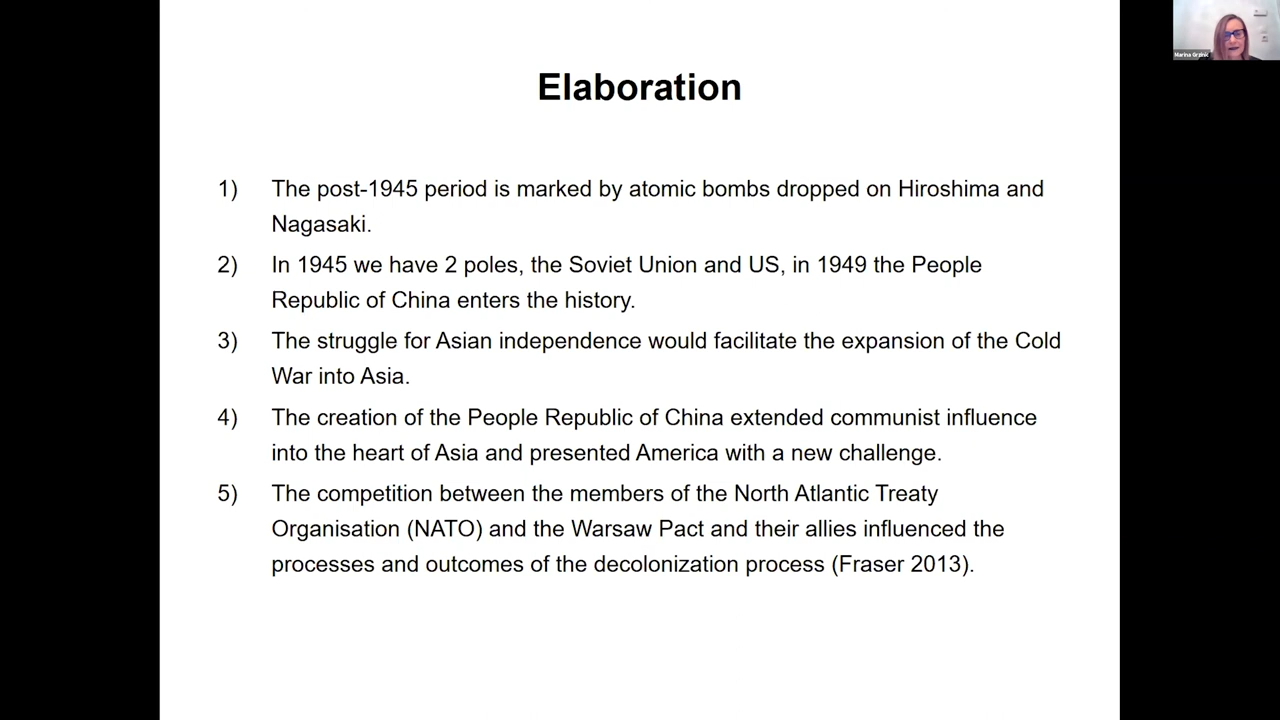 Marina Grzinic
Elaboration
1) The post-1945 period is marked by atomic bombs dropped on Hiroshima and
Nagasaki.
2) In 1945 we have 2 poles, the Soviet Union and US, in 1949 the People
Republic of China enters the history.
3) The struggle for Asian independence would facilitate the expansion of the Cold
War into Asia.
4) The creation of the People Republic of China extended communist influence
into the heart of Asia and presented America with a new challenge.
5) The competition between the members of the North Atlantic Treaty
Organisation (NATO) and the Warsaw Pact and their allies influenced the
processes and outcomes of the decolonization process (Fraser 2013).